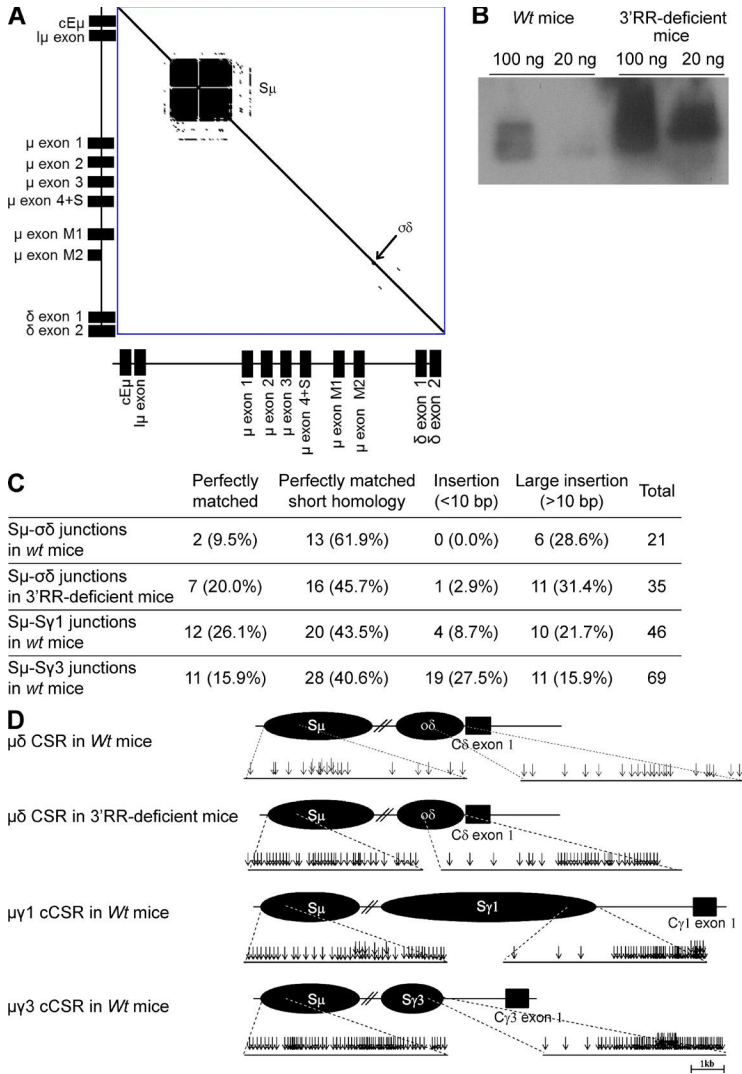 A
cEμ
Iμ exon
μ exon 1
μ exon 2
μ exon 3
μ exon 4+S
μ exon M1
μ exon M2
δ exon 1
δ exon 2
Sμ
σδ
cEμ
Iμ exon
μ exon 1
μ exon 2
μ exon 3
μ exon 4+S
μ exon M1
μ exon M2
δ exon 1
δ exon 2
B
Wt mice
3'RR-deficient mice
100 ng 20 ng 100 ng 20 ng
C
Perfectly matched
Perfectly matched short homology
Insertion (<10 bp)
Large insertion (>10 bp)
Total
Sμ-σδ junctions in wt mice 2 (9.5%) 13 (61.9%) 0 (0.0%) 6 (28.6%) 21
Sμ-σδ junctions in 3'RR-deficient mice 7 (20.0%) 16 (45.7%) 1 (2.9%) 11 (31.4%) 35
Sμ-Sγ1 junctions in wt mice 12 (26.1%) 20 (43.5%) 4 (8.7%) 10 (21.7%) 46
Sμ-Sγ3 junctions in wt mice 11 (15.9%) 28 (40.6%) 19 (27.5%) 11 (15.9%) 69
D
μδ CSR in Wt mice
Sμ
σδ
Cδ exon 1
μδ CSR in 3'RR-deficient mice
Sμ
σδ
Cδ exon 1
μγ1 cCSR in Wt mice
Sμ
Sγ1
Cγ1 exon 1
μγ3 cCSR in Wt mice
Sμ
Sγ3
Cγ3 exon 1
1kb